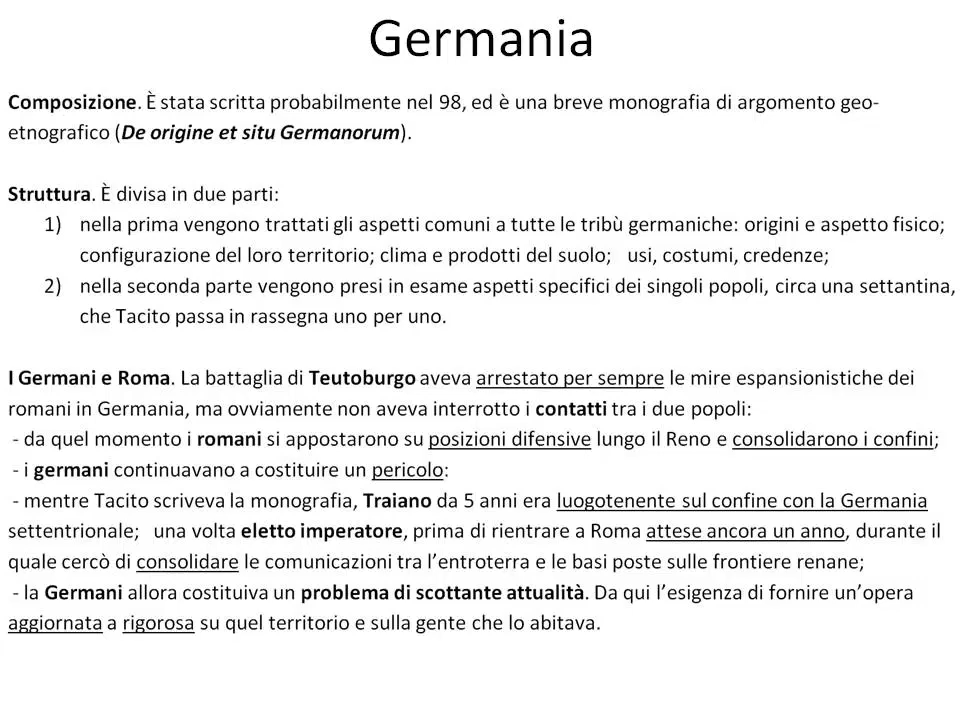 Germania
Composizione. È stata scritta probabilmente nel 98, ed è una breve monografia di argomento geo-
etnografico (De origine et situ Germanorum).
Struttura. È divisa in due parti:
1) nella prima vengono trattati gli aspetti comuni a tutte le tribù germaniche: origini e aspetto fisico;
configurazione del loro territorio; clima e prodotti del suolo; usi, costumi, credenze;
2) nella seconda parte vengono presi in esame aspetti specifici dei singoli popoli, circa una settantina,
che Tacito passa in rassegna uno per uno.
I Germani e Roma. La battaglia di Teutoburgo aveva arrestato per sempre le mire espansionistiche dei
romani in Germania, ma ovviamente non aveva interrotto i contatti tra i due popoli:
- da quel momento i romani si appostarono su posizioni difensive lungo il Reno e consolidarono i confini;
- i germani continuavano a costituire un pericolo:
- mentre Tacito scriveva la monografia, Traiano da 5 anni era luogotenente sul confine con la Germania
settentrionale; una volta eletto imperatore, prima di rientrare a Roma attese ancora un anno, durante il
quale cercò di consolidare le comunicazioni tra l'entroterra e le basi poste sulle frontiere renane;
- la Germani allora costituiva un problema di scottante attualità. Da qui l'esigenza di fornire un'opera
aggiornata a rigorosa su quel territorio e sulla gente che lo abitava.